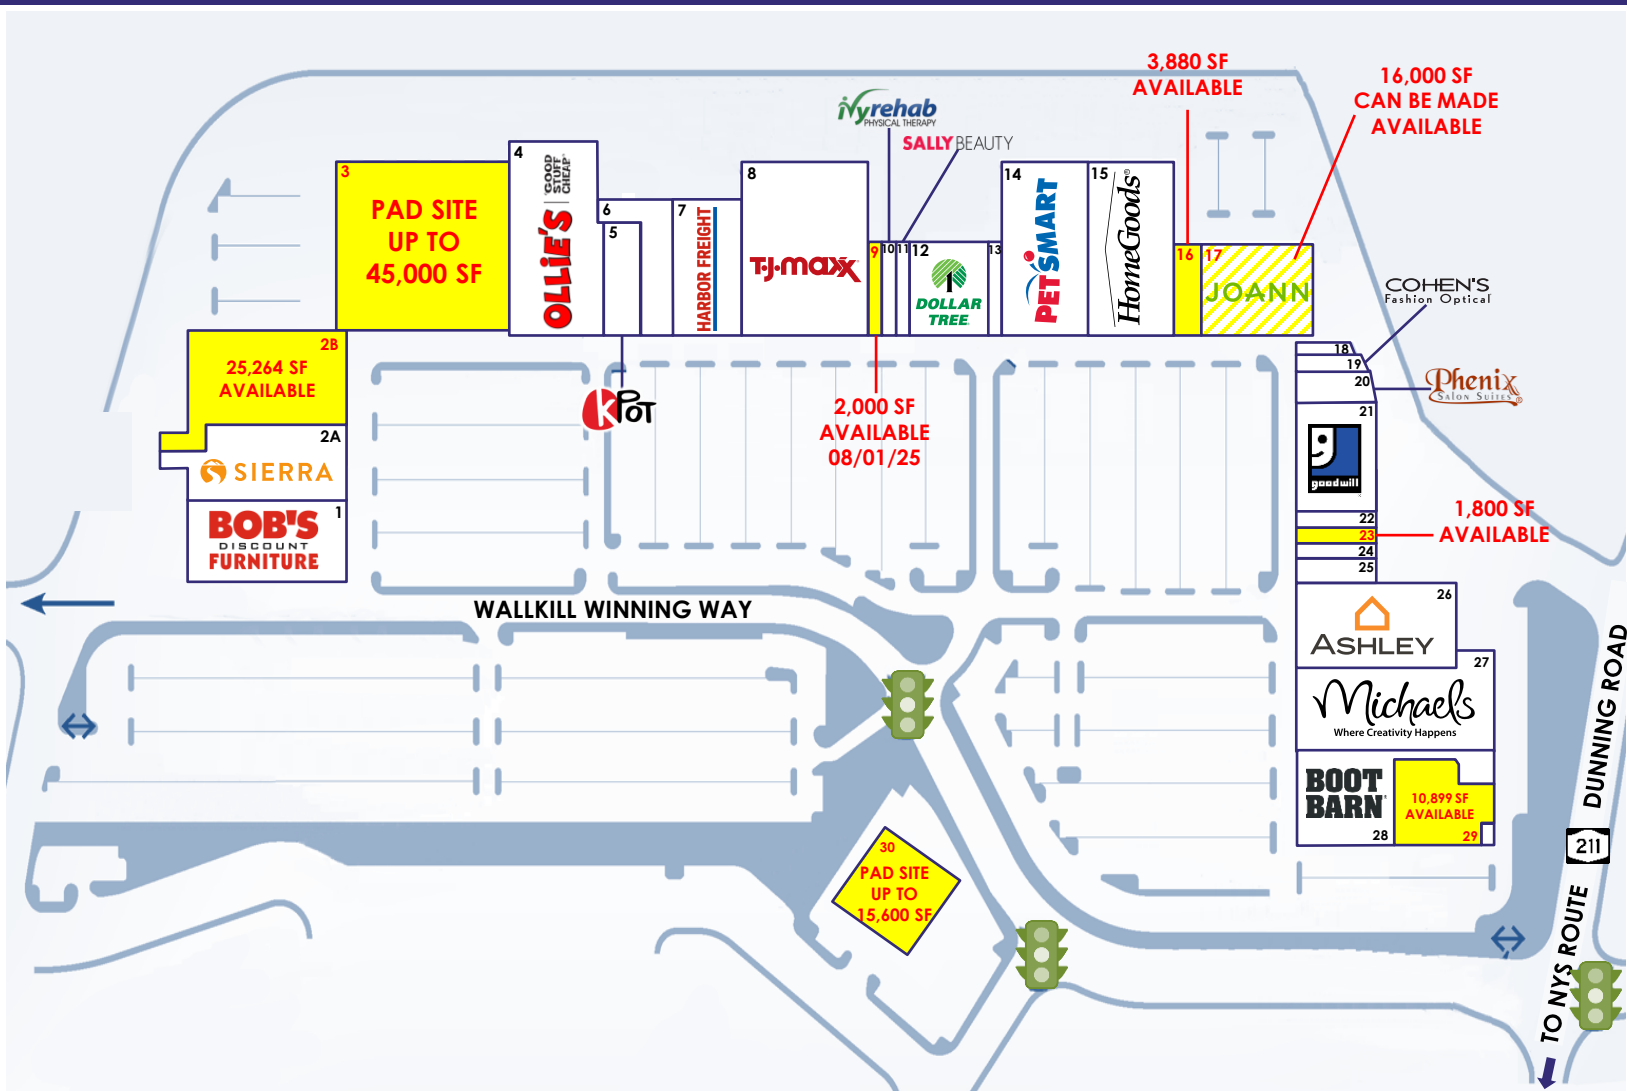 3,880 SF
AVAILABLE
16,000 SF
CAN BE MADE
AVAILABLE
ivyrehab
PHYSICAL THERAPY
SALLYBEAUTY
3
PAD SITE
UP TO
45,000 SF
4
OLLiE'S
GOOD
STUFF
CHEAP
6
5
7
HARBOR FREIGHT
8
T·J·maxx
9
10
11
12
DOLLAR
TREE
13
14
PETSMART
15
HomeGoods®
16
17
JOANN
COHEN'S
Fashion Optical
2B
25,264 SF
AVAILABLE
2A
SIERRA
1
BOB'S
DISCOUNT
FURNITURE
KPOT
2,000 SF
AVAILABLE
08/01/25
18
19
20
Phenix
SALON SUITES®
21
goodwill
22
23
1,800 SF
AVAILABLE
24
25
26
ASHLEY
27
Michaels
Where Creativity Happens
BOOT
BARN
28
10,899 SF
AVAILABLE
29
WALLKILL WINNING WAY
30
PAD SITE
UP TO
15,600 SF
DUNNING ROAD
211
TO NYS ROUTE